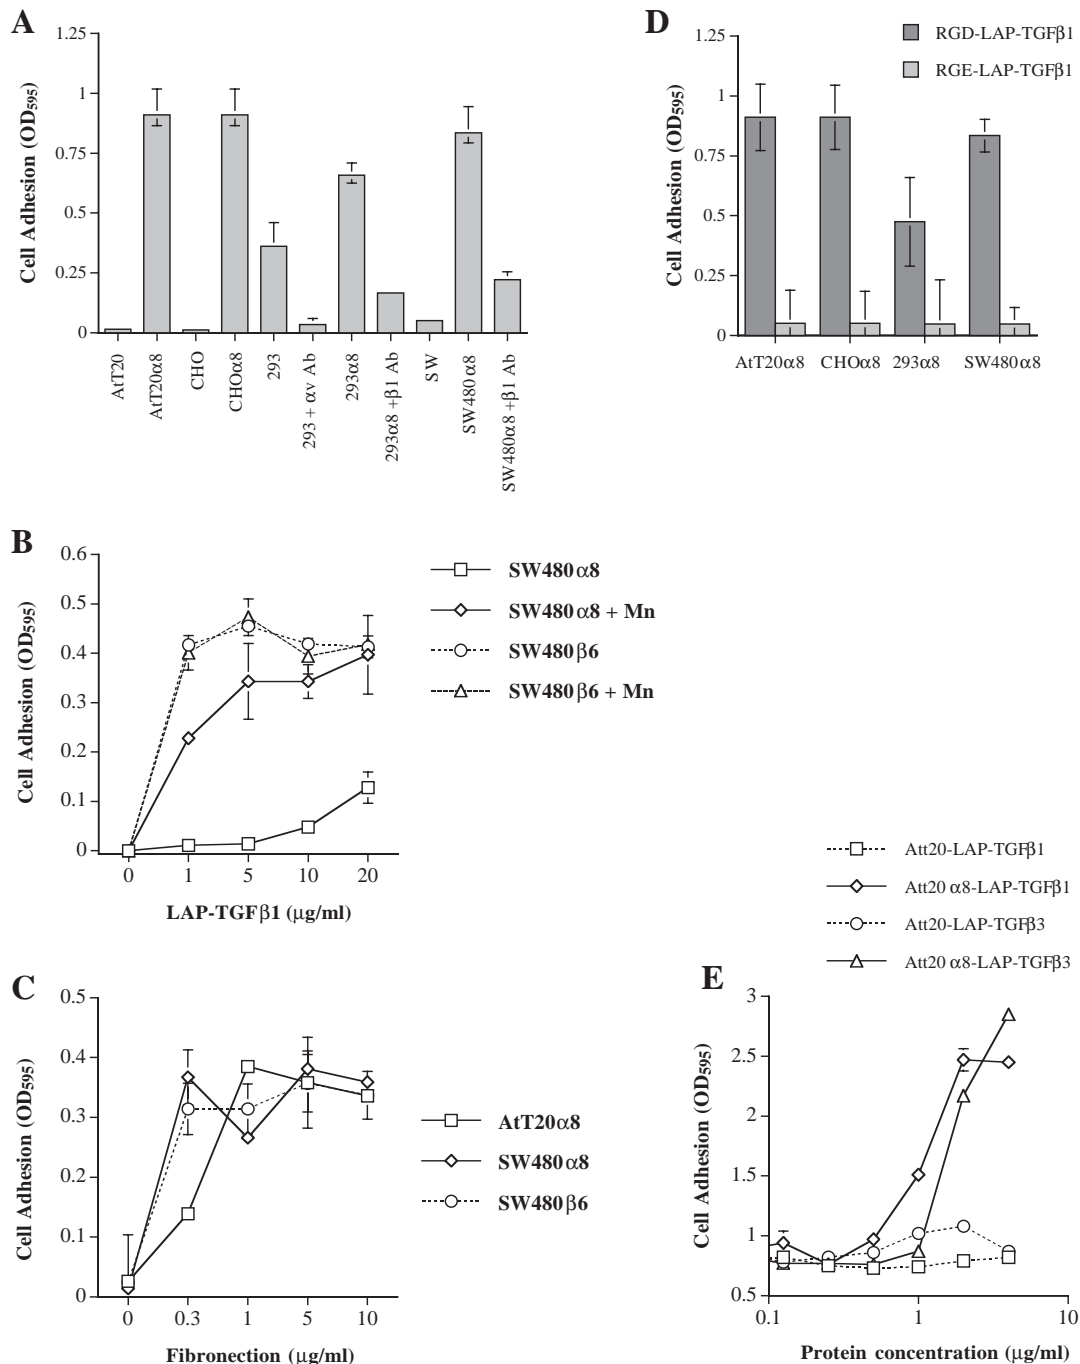 A
1.25
1
0.75
0.5
0.25
0
Cell Adhesion (OD595)
AtT20
AtT20α8
CHO
CHOα8
293
293 + αv Ab
293α8
293α8 +β1 Ab
SW
SW480α8
SW480α8 +β1 Ab
D
RGD-LAP-TGFβ1
RGE-LAP-TGFβ1
1.25
1
0.75
0.5
0.25
0
Cell Adhesion (OD595)
AtT20α8
CHOα8
293α8
SW480α8
B
0.6
0.5
0.4
0.3
0.2
0.1
0
Cell Adhesion (OD595)
0 1 5 10 20
LAP-TGFβ1 (μg/ml)
SW480α8
SW480α8 + Mn
SW480β6
SW480β6 + Mn
C
0.5
0.4
0.3
0.2
0.1
0
Cell Adhesion (OD595)
0 0.3 1 5 10
Fibronection (μg/ml)
AtT20α8
SW480α8
SW480β6
Att20-LAP-TGFβ1
Att20 α8-LAP-TGFβ1
Att20-LAP-TGFβ3
Att20 α8-LAP-TGFβ3
E
3
2.5
2
1.5
1
0.5
Cell Adhesion (OD595)
0.1 1 10
Protein concentration (μg/ml)